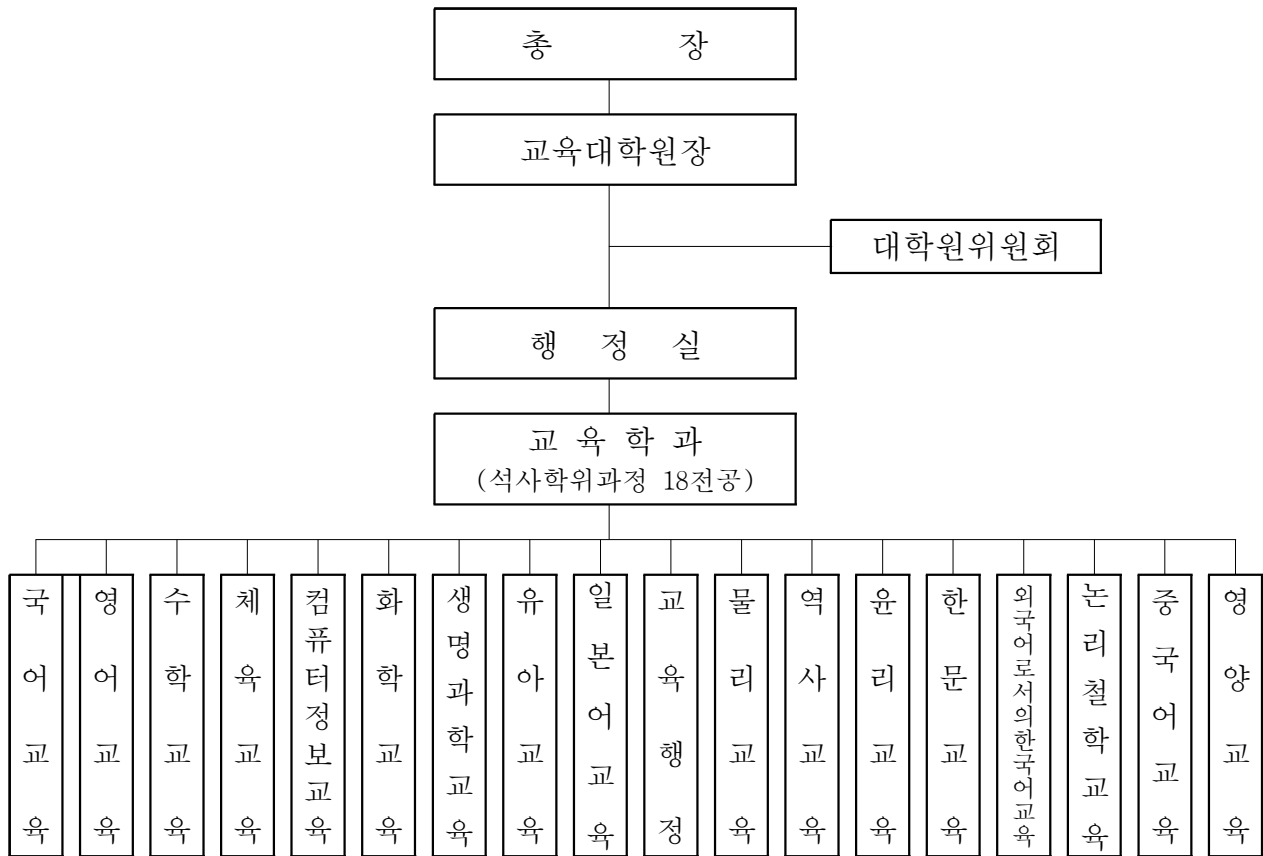 총 장
교육대학원장
대학원위원회
행 정 실
교 육 학 과
(석사학위과정 18전공)
국어교육
영어교육
수학교육
체육교육
컴퓨터정보교육
화학교육
생명과학교육
유아교육
일본어교육
교육행정
물리교육
역사교육
윤리교육
한문교육
외국어로서의한국어교육
논리철학교육
중국어교육
영양교육